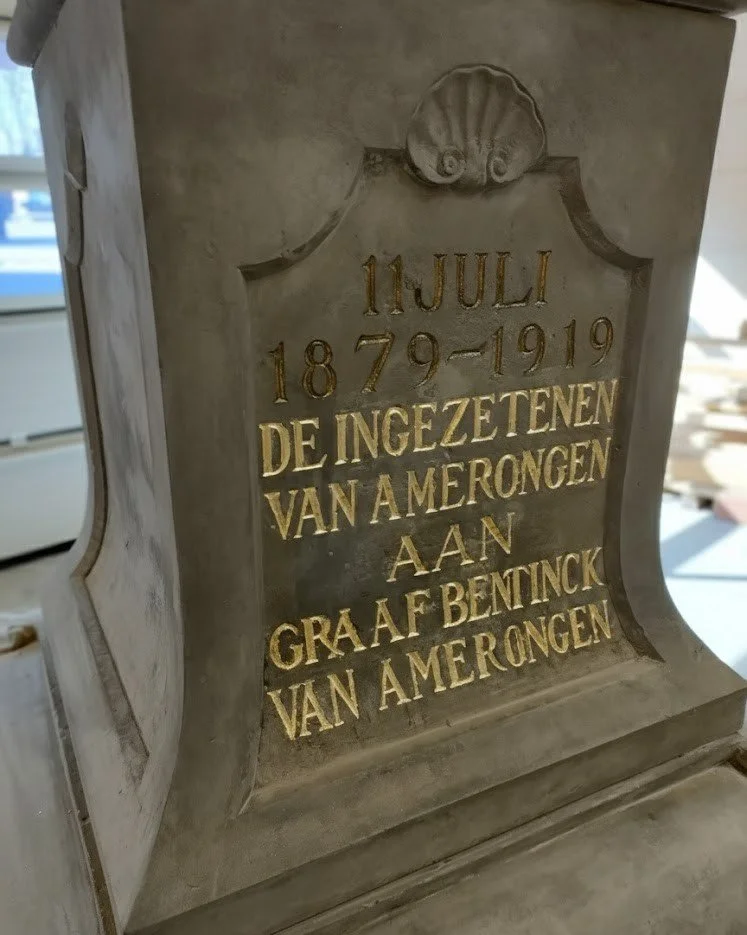 11 JULI
1879-1919
DE INGEZETENEN
VAN AMERONGEN
AAN
GRAAF BENTINCK
VAN AMERONGEN